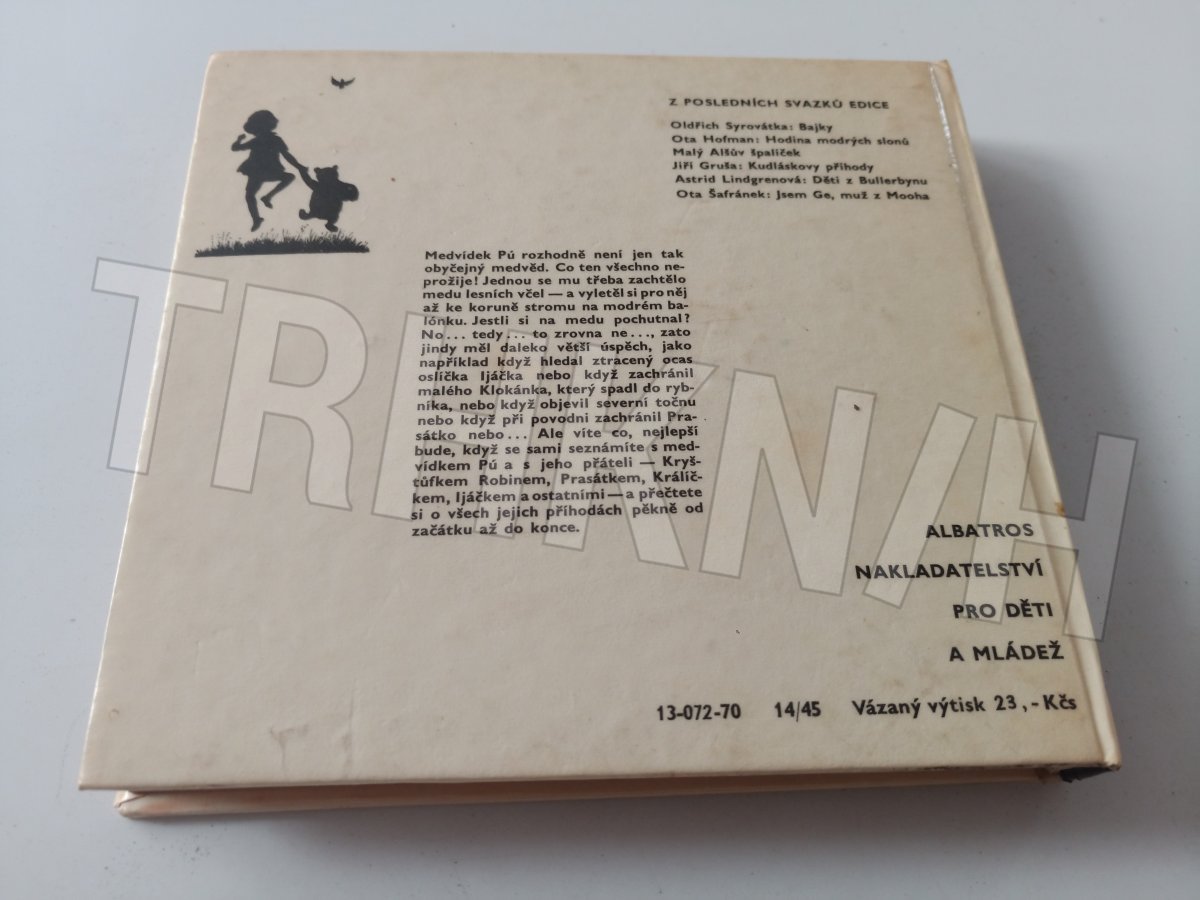 Z POSLEDNÍCH SVAZKŮ EDICE
Oldřich Syrovátka: Bajky
Ota Hofman: Hodina modrých slonů
Malý Alšův špalíček
Jiří Gruša: Kudláskovy příhody
Astrid Lindgrenová: Děti z Bullerbynu
Ota Šafránek: Jsem Ge, muž z Mooha
Medvídek Pú rozhodně není jen tak
obyčejný medvěd. Co ten všechno ne-
prožije! Jednou se mu třeba zachtělo
medu lesních včel — a vyletěl si pro něj
až ke koruně stromu na modrém ba-
lónku. Jestli si na medu pochutnal?
No... tedy... to zrovna ne..., zato
jindy měl daleko větší úspěch, jako
například když hledal ztracený ocas
oslíčka Ijáčka nebo když zachránil
malého Klokánka, který spadl do ryb-
níka, nebo když objevil severní točnu
nebo když při povodni zachránil Pra-
sátko nebo... Ale víte co, nejlepší
bude, když se sami seznámíte s med-
vídkem Pú a s jeho přáteli — Kryš-
tůfkem Robinem, Prasátkem, Králíč-
kem, Ijáčkem a ostatními — a přečtete
si o všech jejich příhodách pěkně od
začátku až do konce.
ALBATROS
NAKLADATELSTVÍ
PRO DĚTI
A MLÁDEŽ
13-072-70 14/45 Vázaný výtisk 23,- Kčs